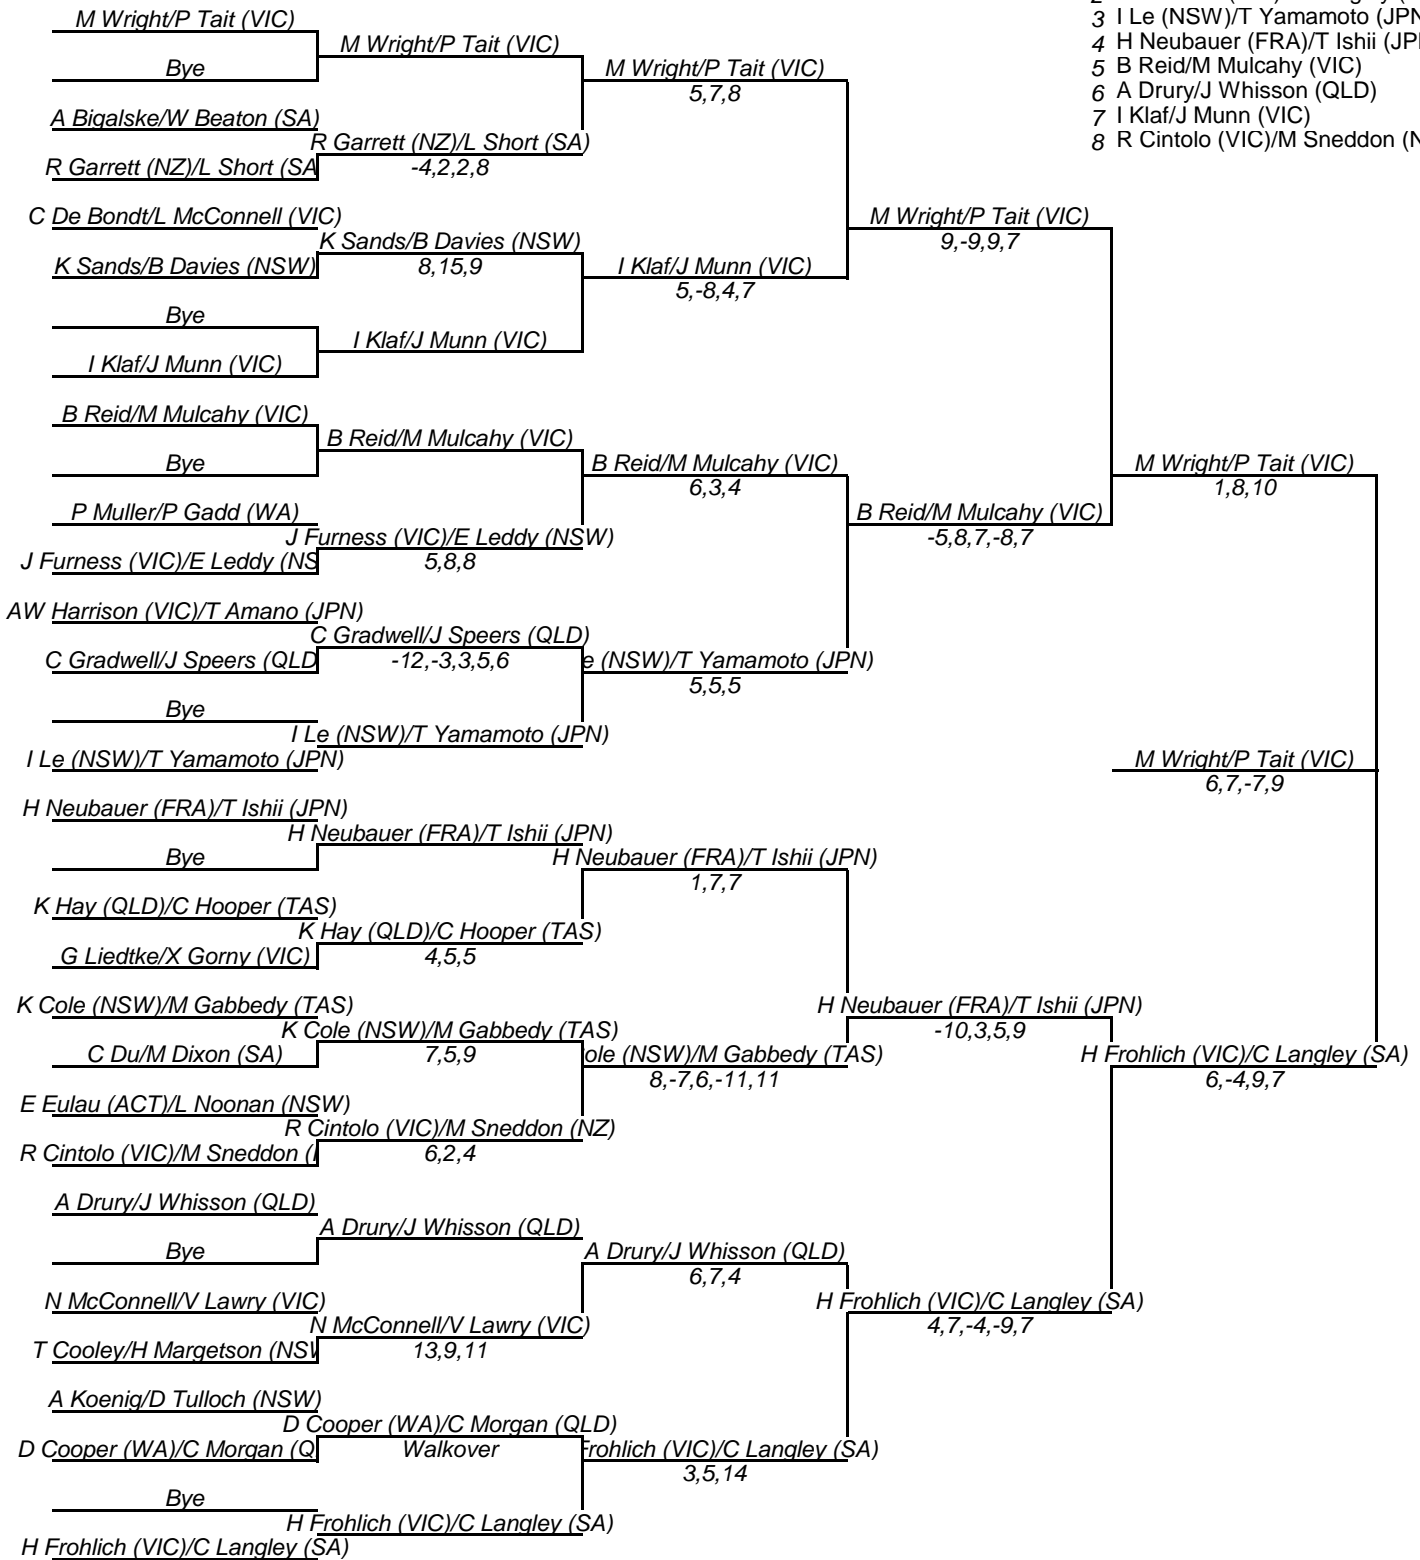 3 I Le (NSW)/T Yamamoto (JPN
4 H Neubauer (FRA)/T Ishii (JP
5 B Reid/M Mulcahy (VIC)
6 A Drury/J Whisson (QLD)
7 I Klaf/J Munn (VIC)
8 R Cintolo (VIC)/M Sneddon (N
M Wright/P Tait (VIC)
Bye
A Bigalske/W Beaton (SA)
R Garrett (NZ)/L Short (SA
C De Bondt/L McConnell (VIC)
K Sands/B Davies (NSW)
Bye
I Klaf/J Munn (VIC)
B Reid/M Mulcahy (VIC)
Bye
P Muller/P Gadd (WA)
J Furness (VIC)/E Leddy (NS
AW Harrison (VIC)/T Amano (JPN)
C Gradwell/J Speers (QLD
Bye
I Le (NSW)/T Yamamoto (JPN)
H Neubauer (FRA)/T Ishii (JPN)
Bye
K Hay (QLD)/C Hooper (TAS)
G Liedtke/X Gorny (VIC)
K Cole (NSW)/M Gabbedy (TAS)
C Du/M Dixon (SA)
E Eulau (ACT)/L Noonan (NSW)
R Cintolo (VIC)/M Sneddon (
A Drury/J Whisson (QLD)
Bye
N McConnell/V Lawry (VIC)
T Cooley/H Margetson (NSW
A Koenig/D Tulloch (NSW)
D Cooper (WA)/C Morgan (Q
Bye
H Frohlich (VIC)/C Langley (SA)
M Wright/P Tait (VIC)
R Garrett (NZ)/L Short (SA)
-4,2,2,8
K Sands/B Davies (NSW)
8,15,9
I Klaf/J Munn (VIC)
B Reid/M Mulcahy (VIC)
J Furness (VIC)/E Leddy (NSW)
5,8,8
C Gradwell/J Speers (QLD)
-12,-3,3,5,6
I Le (NSW)/T Yamamoto (JPN)
H Neubauer (FRA)/T Ishii (JPN)
K Hay (QLD)/C Hooper (TAS)
4,5,5
K Cole (NSW)/M Gabbedy (TAS)
7,5,9
R Cintolo (VIC)/M Sneddon (NZ)
6,2,4
A Drury/J Whisson (QLD)
N McConnell/V Lawry (VIC)
13,9,11
D Cooper (WA)/C Morgan (QLD)
Walkover
H Frohlich (VIC)/C Langley (SA)
M Wright/P Tait (VIC)
5,7,8
I Klaf/J Munn (VIC)
5,-8,4,7
B Reid/M Mulcahy (VIC)
6,3,4
e (NSW)/T Yamamoto (JPN)
5,5,5
H Neubauer (FRA)/T Ishii (JPN)
1,7,7
ole (NSW)/M Gabbedy (TAS)
8,-7,6,-11,11
A Drury/J Whisson (QLD)
6,7,4
Frohlich (VIC)/C Langley (SA)
3,5,14
M Wright/P Tait (VIC)
9,-9,9,7
B Reid/M Mulcahy (VIC)
-5,8,7,-8,7
H Neubauer (FRA)/T Ishii (JPN)
-10,3,5,9
H Frohlich (VIC)/C Langley (SA)
4,7,-4,-9,7
M Wright/P Tait (VIC)
1,8,10
H Frohlich (VIC)/C Langley (SA)
6,-4,9,7
M Wright/P Tait (VIC)
6,7,-7,9